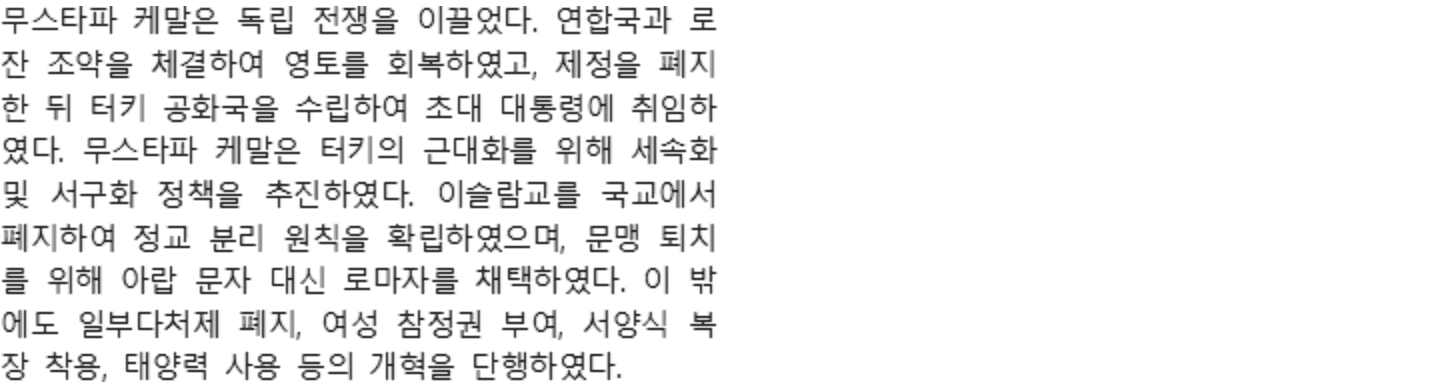 무스타파 케말은 독립 전쟁을 이끌었다. 연합국과 로
잔 조약을 체결하여 영토를 회복하였고, 제정을 폐지
한 뒤 터키 공화국을 수립하여 초대 대통령에 취임하
였다. 무스타파 케말은 터키의 근대화를 위해 세속화
및 서구화 정책을 추진하였다. 이슬람교를 국교에서
폐지하여 정교 분리 원칙을 확립하였으며, 문맹 퇴치
를 위해 아랍 문자 대신 로마자를 채택하였다. 이 밖
에도 일부다처제 폐지, 여성 참정권 부여, 서양식 복
장 착용, 태양력 사용 등의 개혁을 단행하였다.